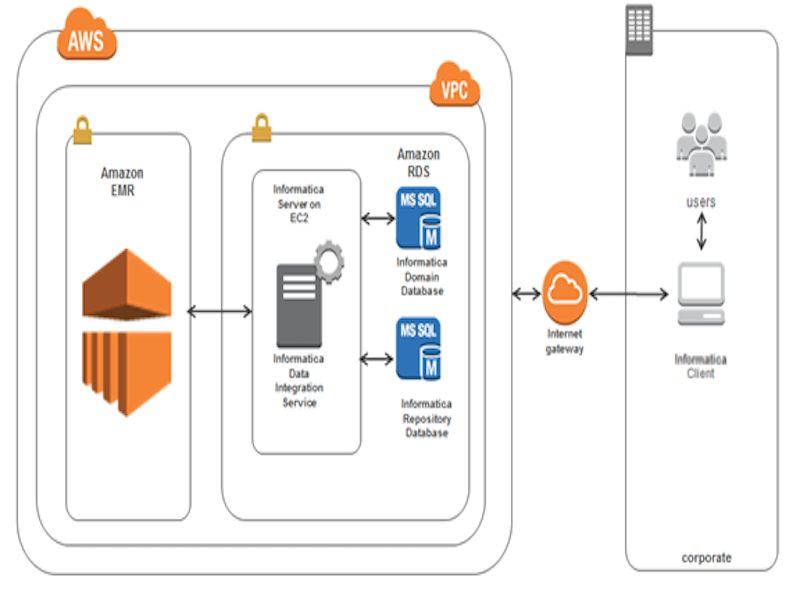 AWS
VPC
Amazon
EMR
Informatica
Server on
EC2
Informatica
Data
Integration
Service
Amazon
RDS
MS SQL
M
Informatica
Domain
Database
MS SQL
M
Informatica
Repository
Database
Internet
gateway
users
Informatica
Client
corporate